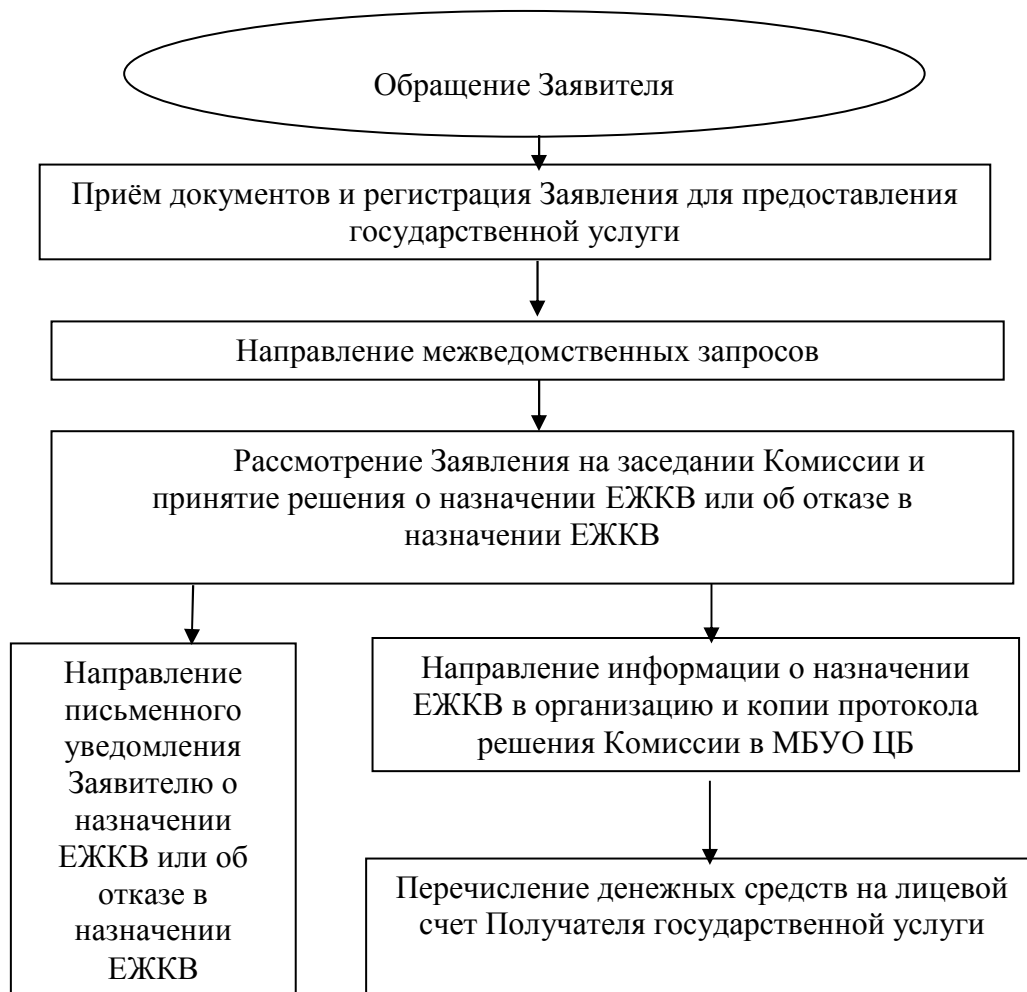 Обращение Заявителя
Приём документов и регистрация Заявления для предоставления
государственной услуги
Направление межведомственных запросов
Рассмотрение Заявления на заседании Комиссии и
принятие решения о назначении ЕЖКВ или об отказе в
назначении ЕЖКВ
Направление
письменного
уведомления
Заявителю о
назначении
ЕЖКВ или об
отказе в
назначении
ЕЖКВ
Направление информации о назначении
ЕЖКВ в организацию и копии протокола
решения Комиссии в МБУО ЦБ
Перечисление денежных средств на лицевой
счет Получателя государственной услуги